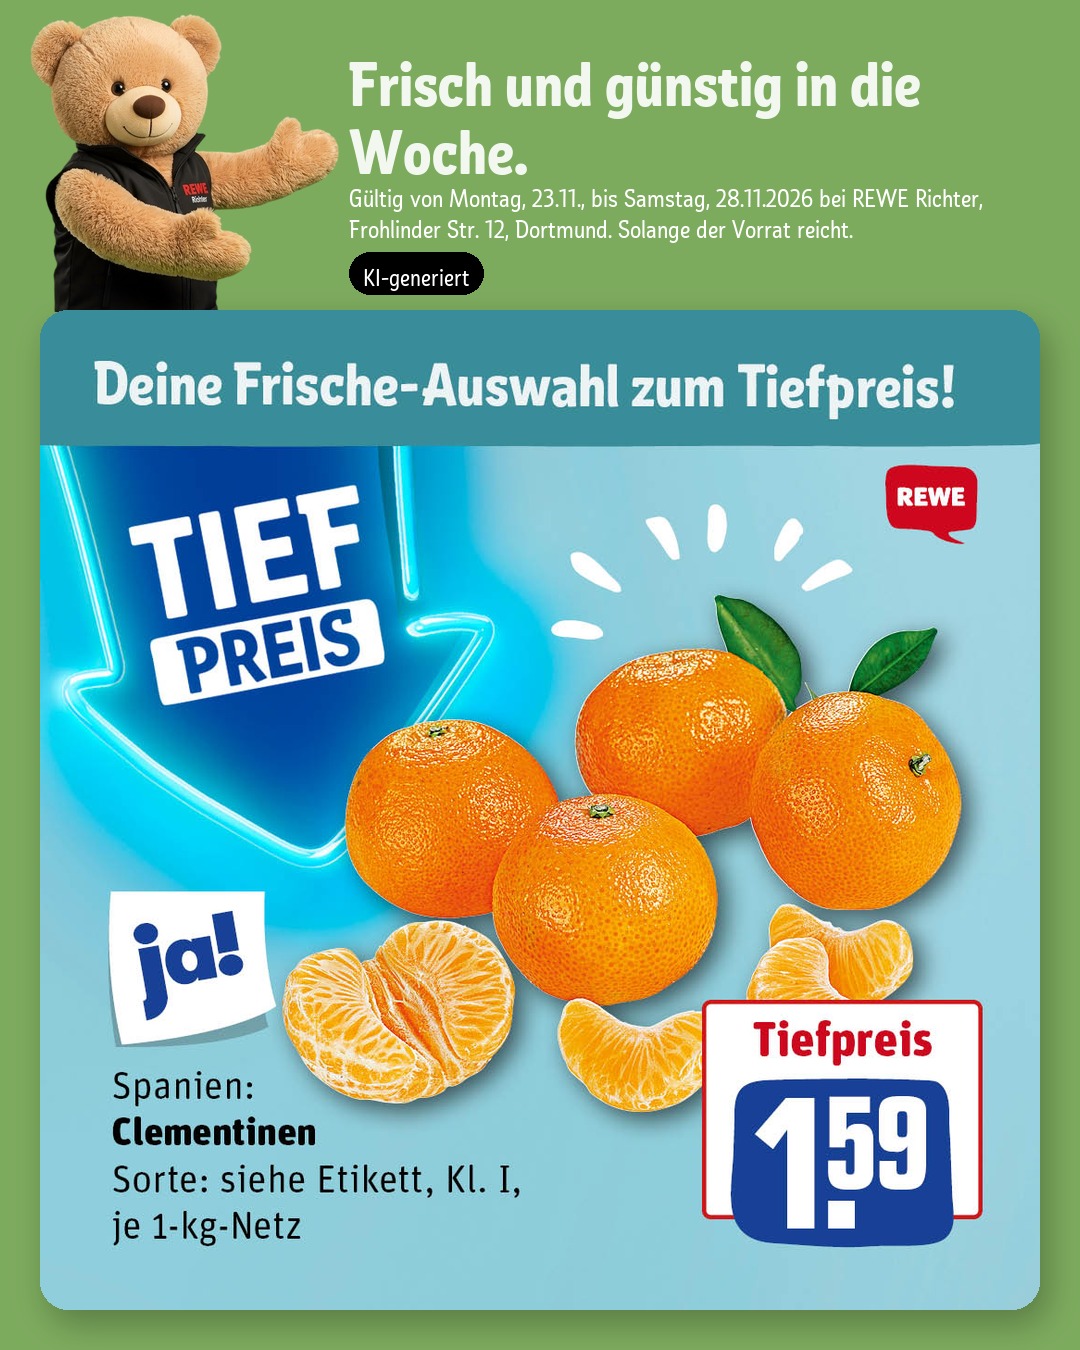 Frisch und günstig in die
Woche.
Gültig von Montag, 23.11., bis Samstag, 28.11.2026 bei REWE Richter,
Frohlinder Str. 12, Dortmund. Solange der Vorrat reicht.
KI-generiert
REWE
Richter
Deine Frische-Auswahl zum Tiefpreis!
TIEF
PREIS
REWE
ja!
Spanien:
Clementinen
Sorte: siehe Etikett, Kl. I,
je 1-kg-Netz
Tiefpreis
1.59